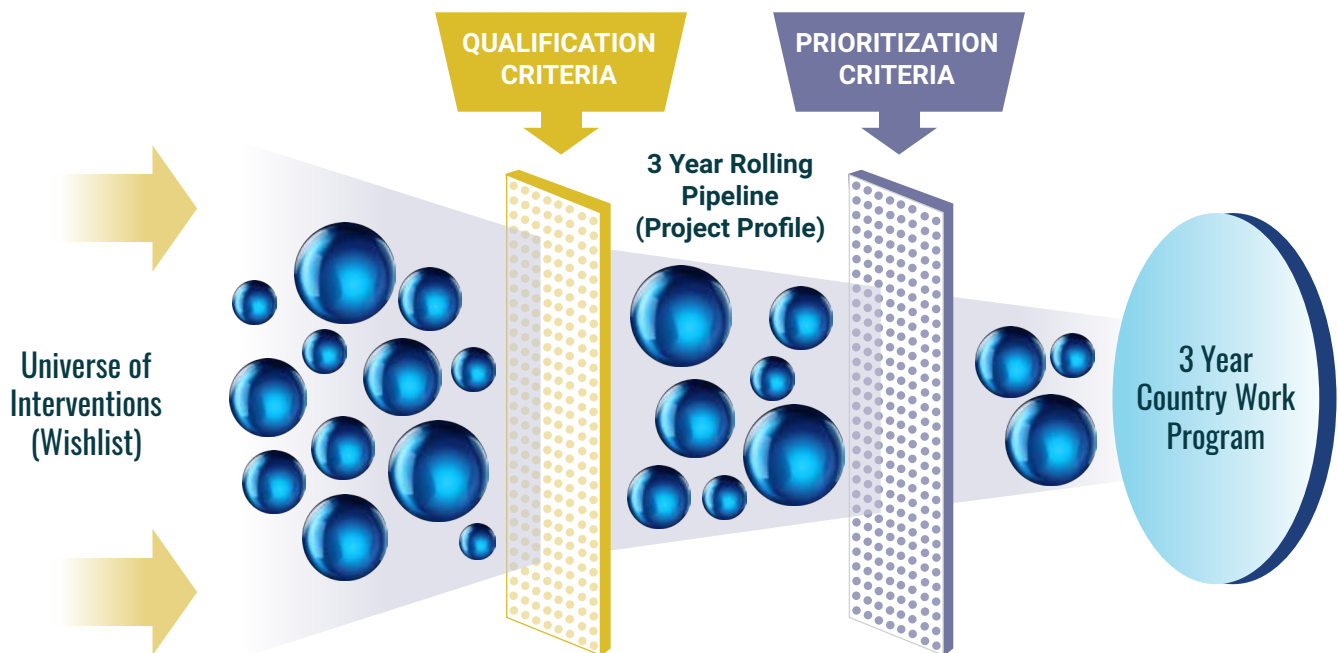 QUALIFICATION
CRITERIA
PRIORITIZATION
CRITERIA
3 Year Rolling
Pipeline
(Project Profile)
Universe of
Interventions
(Wishlist)
3 Year
Country Work
Program